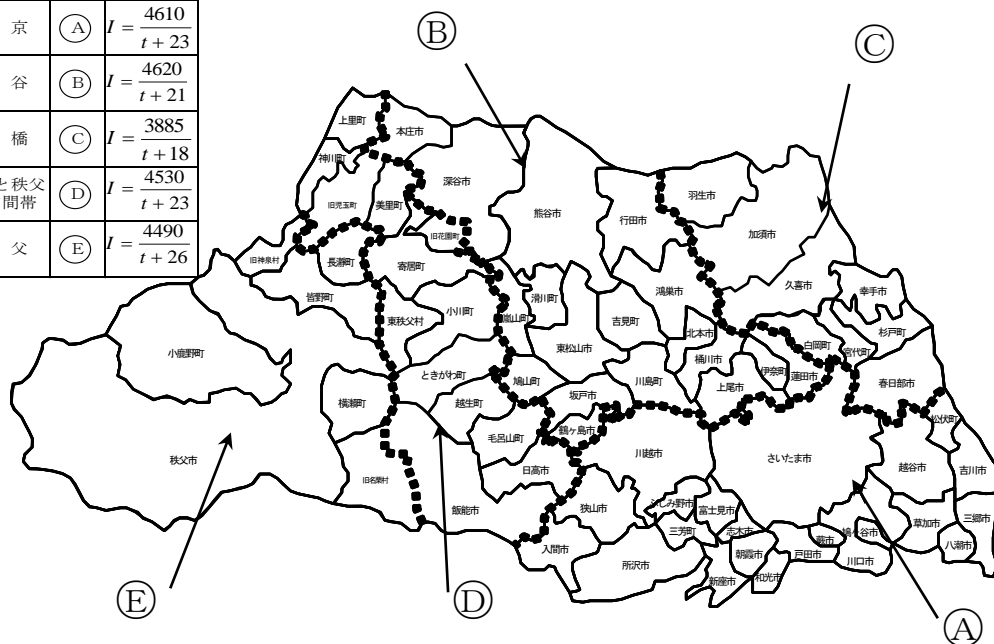 京 Ⓐ I = 4610 / (t + 23)
谷 Ⓑ I = 4620 / (t + 21)
橋 Ⓒ I = 3885 / (t + 18)
と秩父
間帯 Ⓓ I = 4530 / (t + 23)
父 Ⓔ I = 4490 / (t + 26)
Ⓑ
Ⓒ
上里町
本庄市
神川町
深谷市
旧児玉町
美里町
熊谷市
行田市
羽生市
加須市
旧花園町
旧神泉村
長瀞町
寄居町
皆野町
滑川町
鴻巣市
久喜市
幸手市
東秩父村
小川町
嵐山町
吉見町
北本市
杉戸町
白岡町
宮代町
小鹿野町
東松山市
桶川市
伊奈町
蓮田市
ときがわ町
鳩山町
川島町
上尾市
春日部市
横瀬町
越生町
坂戸市
松伏町
毛呂山町
鶴ヶ島市
秩父市
川越市
さいたま市
越谷市
吉川市
日高市
旧名栗村
飯能市
狭山市
ふじみ野市
富士見市
三郷市
入間市
三芳町
志木市
鳩ヶ谷市
草加市
蕨市
八潮市
所沢市
朝霞市
戸田市
川口市
新座市
和光市
Ⓔ
Ⓓ
Ⓐ